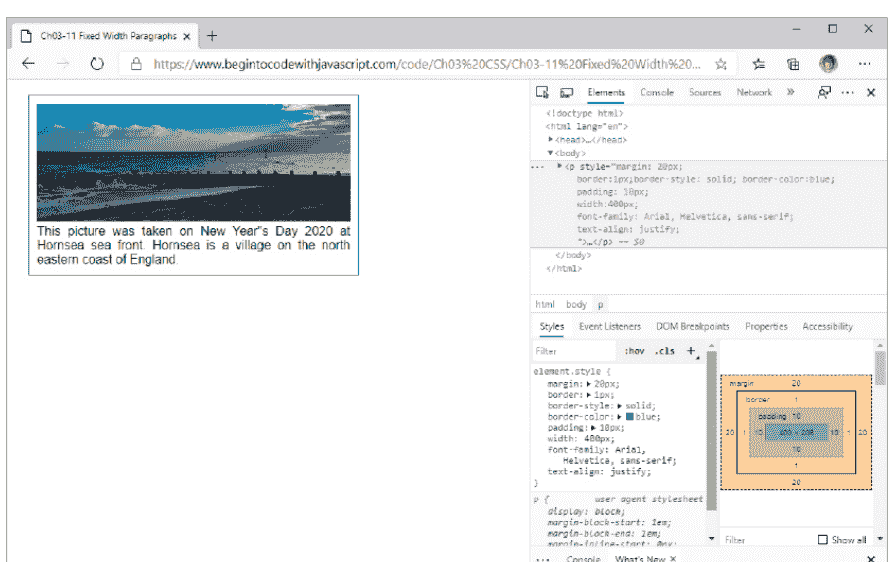 Ch03-11 Fixed Width Paragraphs
https://www.begintocodewithjavascript.com/code/Ch03%20CSS/Ch03-11%20Fixed%20Width%20...
This picture was taken on New Year"s Day 2020 at
Hornsea sea front. Hornsea is a village on the north
eastern coast of England.
Elements Console Sources Network
<!doctype html>
<html lang="en">
<head>…</head>
<body>
<p style="margin: 20px;
border:1px;border-style: solid; border-color:blue;
padding: 10px;
width:400px;
font-family: Arial, Helvetica, sans-serif;
text-align: justify;
">…</p> == $0
</body>
</html>
html body p
Styles Event Listeners DOM Breakpoints Properties Accessibility
Filter :hov .cls +
element.style {
margin: 20px;
border: 1px;
border-style: solid;
border-color: blue;
padding: 10px;
width: 400px;
font-family: Arial,
Helvetica, sans-serif;
text-align: justify;
}
p { user agent stylesheet
display: block;
margin-block-start: 1em;
margin-block-end: 1em;
margin-inline-start: 0px;
margin 20
border 1
padding 10
20 1 10 10 1 20
10
1
20
Filter Show all
Console What's New